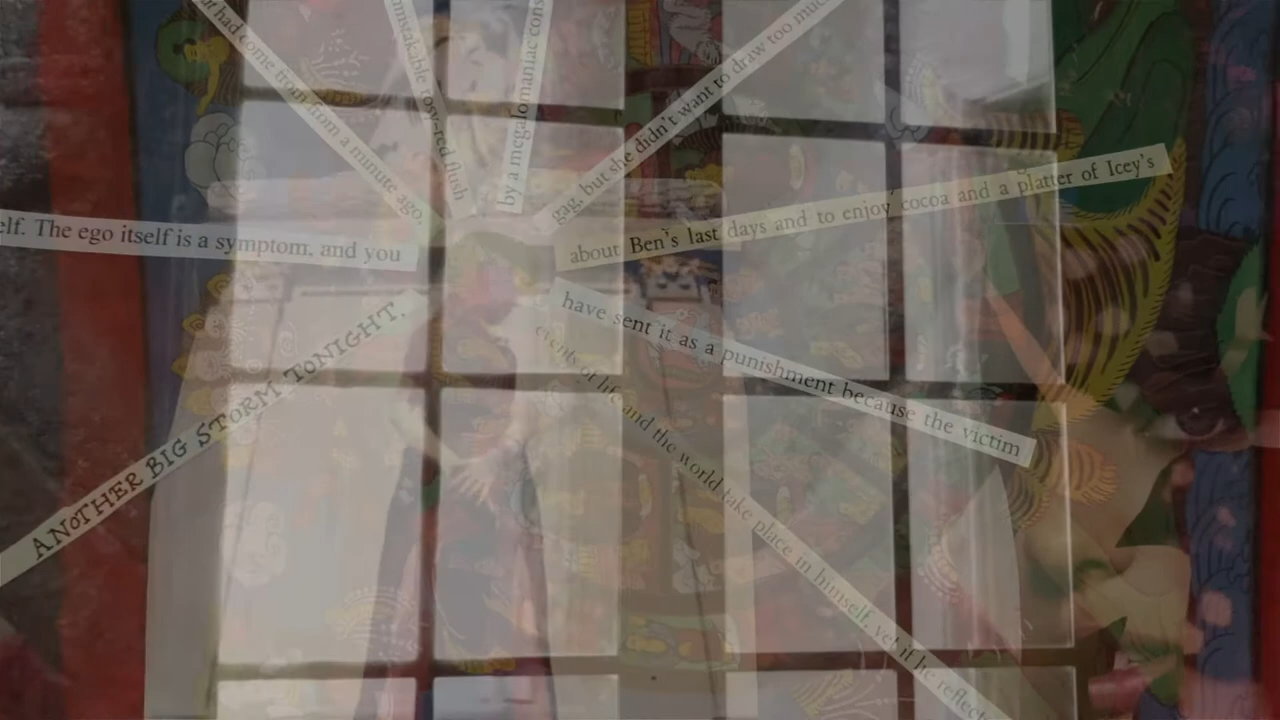 had come from, from a minute ago,
rosy-red flush
by a megalomaniac cons
gag, but she didn't want to draw too much
about Ben's last days and to enjoy cocoa and a platter of Icey's
elf. The ego itself is a symptom, and you
have sent it as a punishment because the victim
ANOTHER BIG STORM TONIGHT.
events of life and the world take place in himself, yet if he reflects